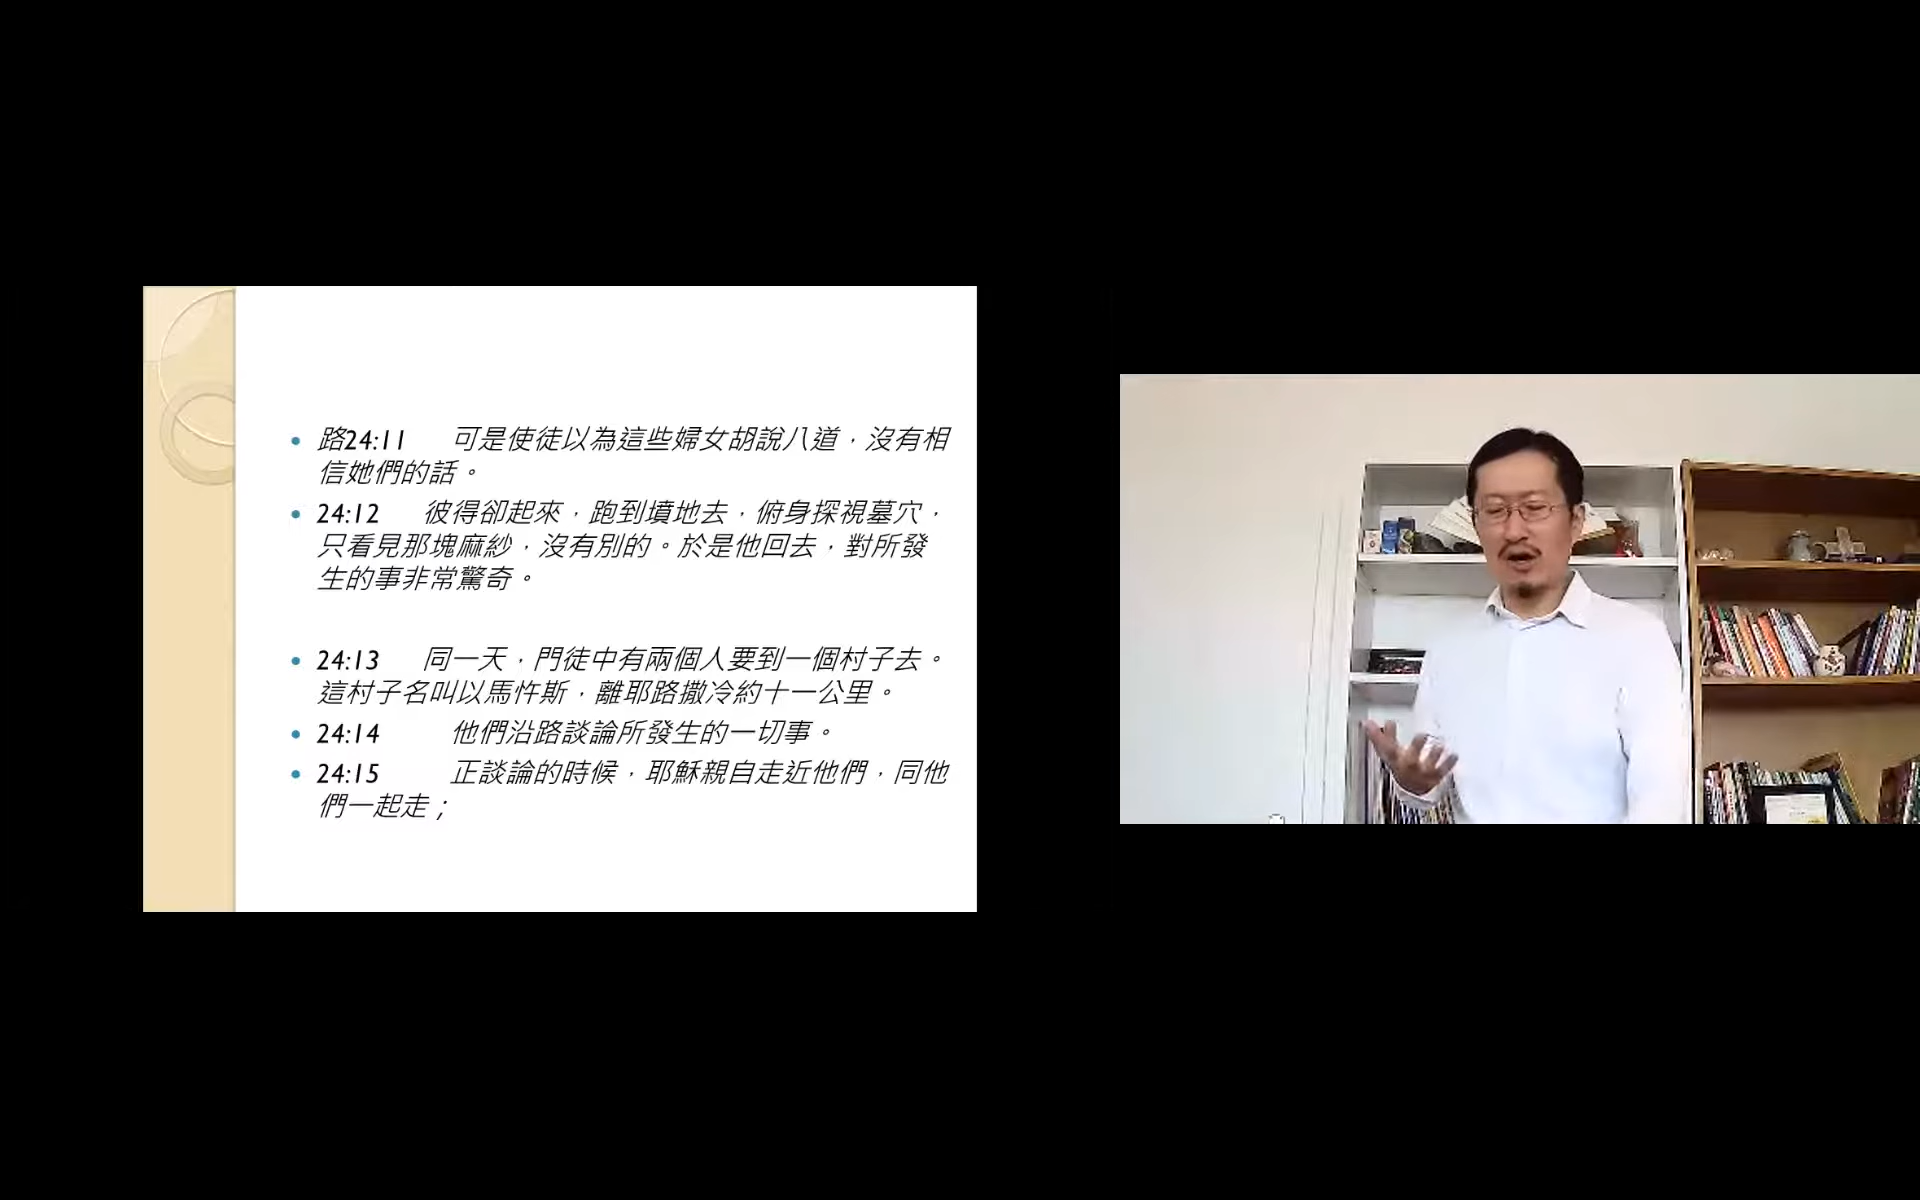 路24:11 可是使徒以為這些婦女胡說八道，沒有相
信她們的話。
24:12 彼得卻起來，跑到墳地去，俯身探視墓穴，
只看見那塊麻紗，沒有別的。於是他回去，對所發
生的事非常驚奇。
24:13 同一天，門徒中有兩個人要到一個村子去。
這村子名叫以馬忤斯，離耶路撒冷約十一公里。
24:14 他們沿路談論所發生的一切事。
24:15 正談論的時候，耶穌親自走近他們，同他
們一起走；